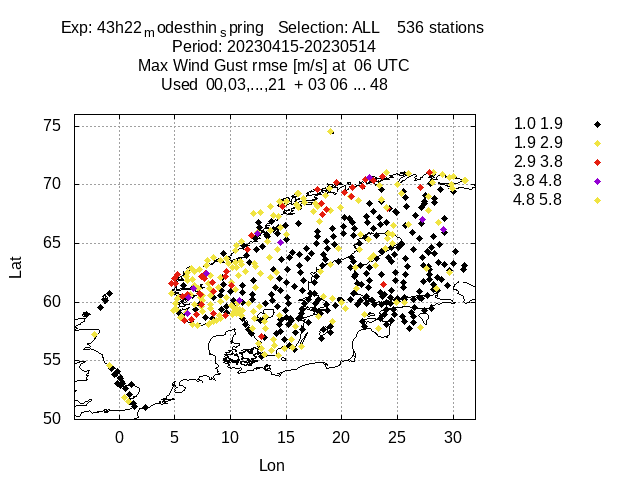 Exp: 43h22modesthinspring Selection: ALL 536 stations
Period: 20230415-20230514
Max Wind Gust rmse [m/s] at 06 UTC
Used 00,03,...,21 + 03 06 ... 48
1.0 1.9
1.9 2.9
2.9 3.8
3.8 4.8
4.8 5.8
75
70
65
60
55
50
Lat
0 5 10 15 20 25 30
Lon